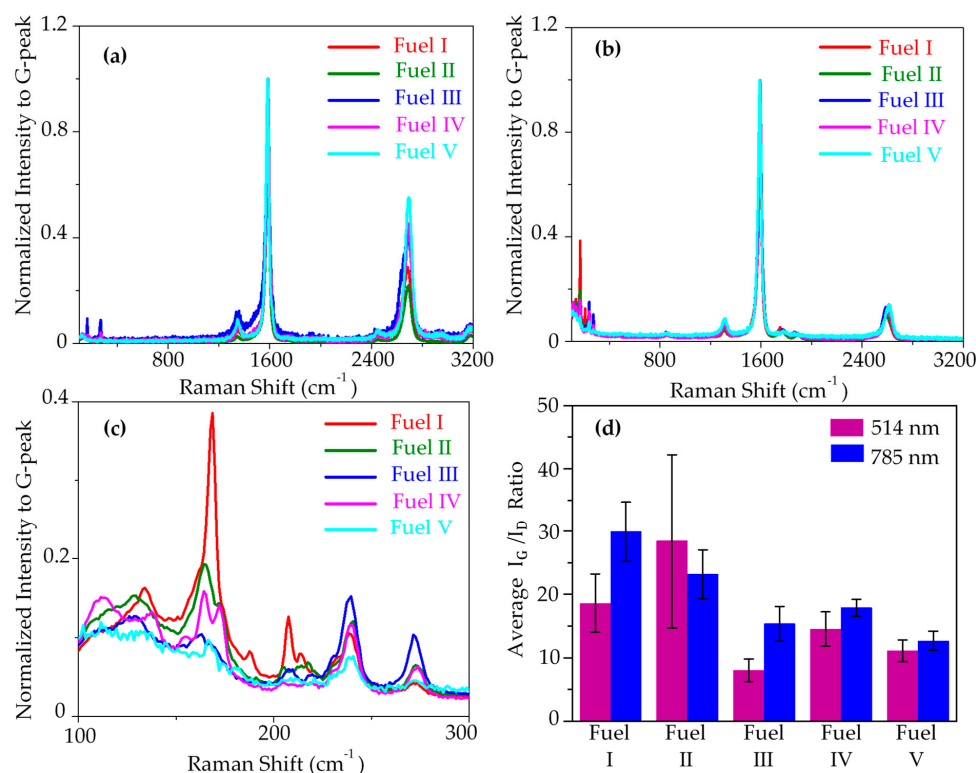 (a)
Normalized Intensity to G-peak
1.2
0.8
0.4
0
Fuel I
Fuel II
Fuel III
Fuel IV
Fuel V
800
1600
2400
3200
Raman Shift (cm-1)
(b)
Normalized Intensity to G-peak
1.2
0.8
0.4
0
Fuel I
Fuel II
Fuel III
Fuel IV
Fuel V
800
1600
2400
3200
Raman Shift (cm-1)
(c)
Normalized Intensity to G-peak
0.4
0.2
0
Fuel I
Fuel II
Fuel III
Fuel IV
Fuel V
100
200
300
Raman Shift (cm-1)
(d)
Average IG /ID Ratio
50
40
30
20
10
0
514 nm
785 nm
Fuel Fuel Fuel Fuel Fuel
I II III IV V